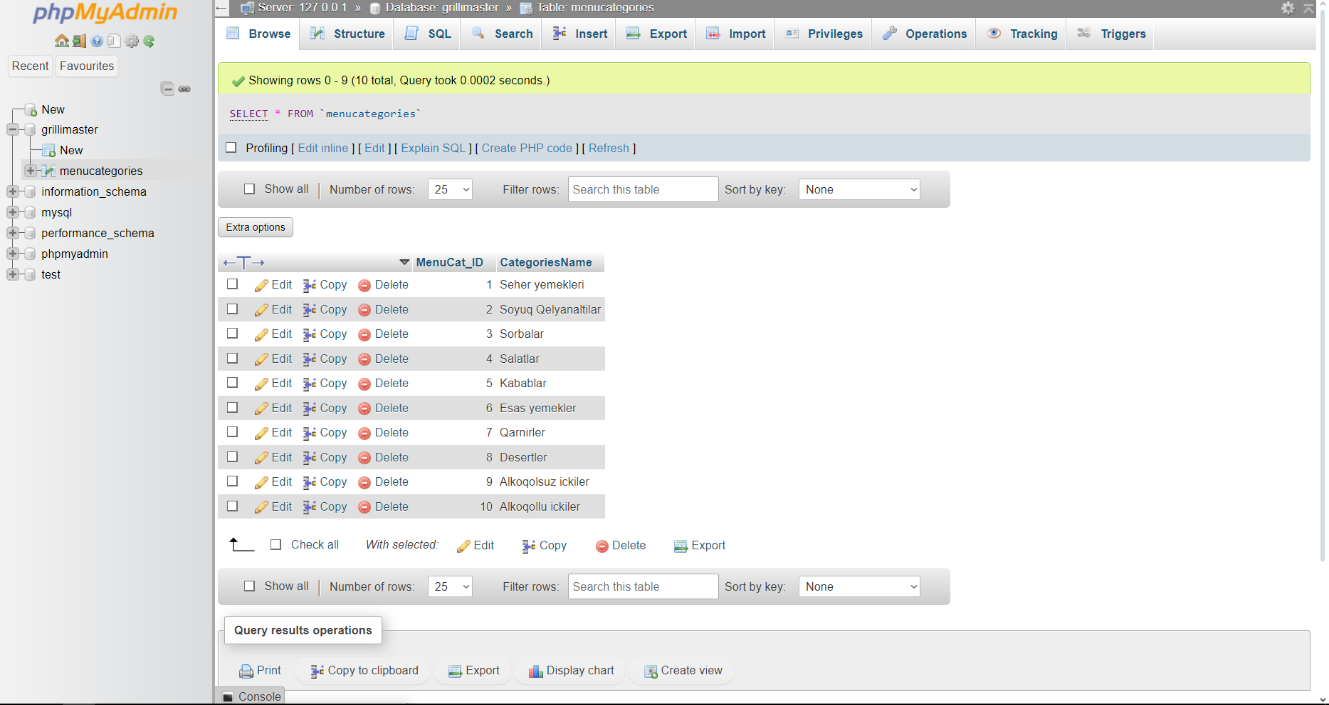 phpMyAdmin
Recent Favourites
New
grillimaster
New
menucategories
information_schema
mysql
performance_schema
phpmyadmin
test
Server: 127.0.0.1 » Database: grillimaster » Table: menucategories
Browse Structure SQL Search Insert Export Import Privileges Operations Tracking Triggers
Showing rows 0 - 9 (10 total, Query took 0.0002 seconds.)
SELECT * FROM `menucategories`
Profiling [ Edit inline ] [ Edit ] [ Explain SQL ] [ Create PHP code ] [ Refresh ]
Show all Number of rows: 25 Filter rows: Search this table Sort by key: None
Extra options
←T→ MenuCat_ID CategoriesName
Edit Copy Delete 1 Seher yemekleri
Edit Copy Delete 2 Soyuq Qelyanaltilar
Edit Copy Delete 3 Sorbalar
Edit Copy Delete 4 Salatlar
Edit Copy Delete 5 Kabablar
Edit Copy Delete 6 Esas yemekler
Edit Copy Delete 7 Qarnirler
Edit Copy Delete 8 Desertler
Edit Copy Delete 9 Alkoqolsuz ickiler
Edit Copy Delete 10 Alkoqollu ickiler
Check all With selected: Edit Copy Delete Export
Show all Number of rows: 25 Filter rows: Search this table Sort by key: None
Query results operations
Print Copy to clipboard Export Display chart Create view
Console